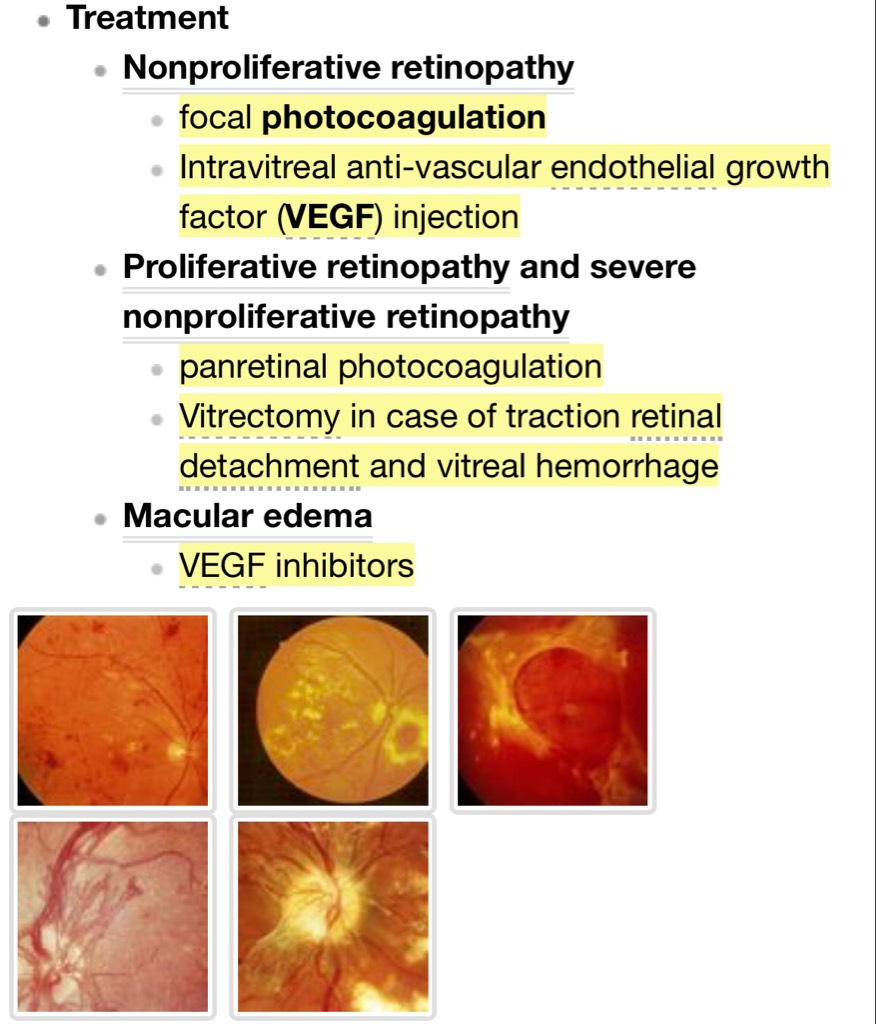 Treatment
Nonproliferative retinopathy
focal photocoagulation
Intravitreal anti-vascular endothelial growth
factor (VEGF) injection
Proliferative retinopathy and severe
nonproliferative retinopathy
panretinal photocoagulation
Vitrectomy in case of traction retinal
detachment and vitreal hemorrhage
Macular edema
VEGF inhibitors